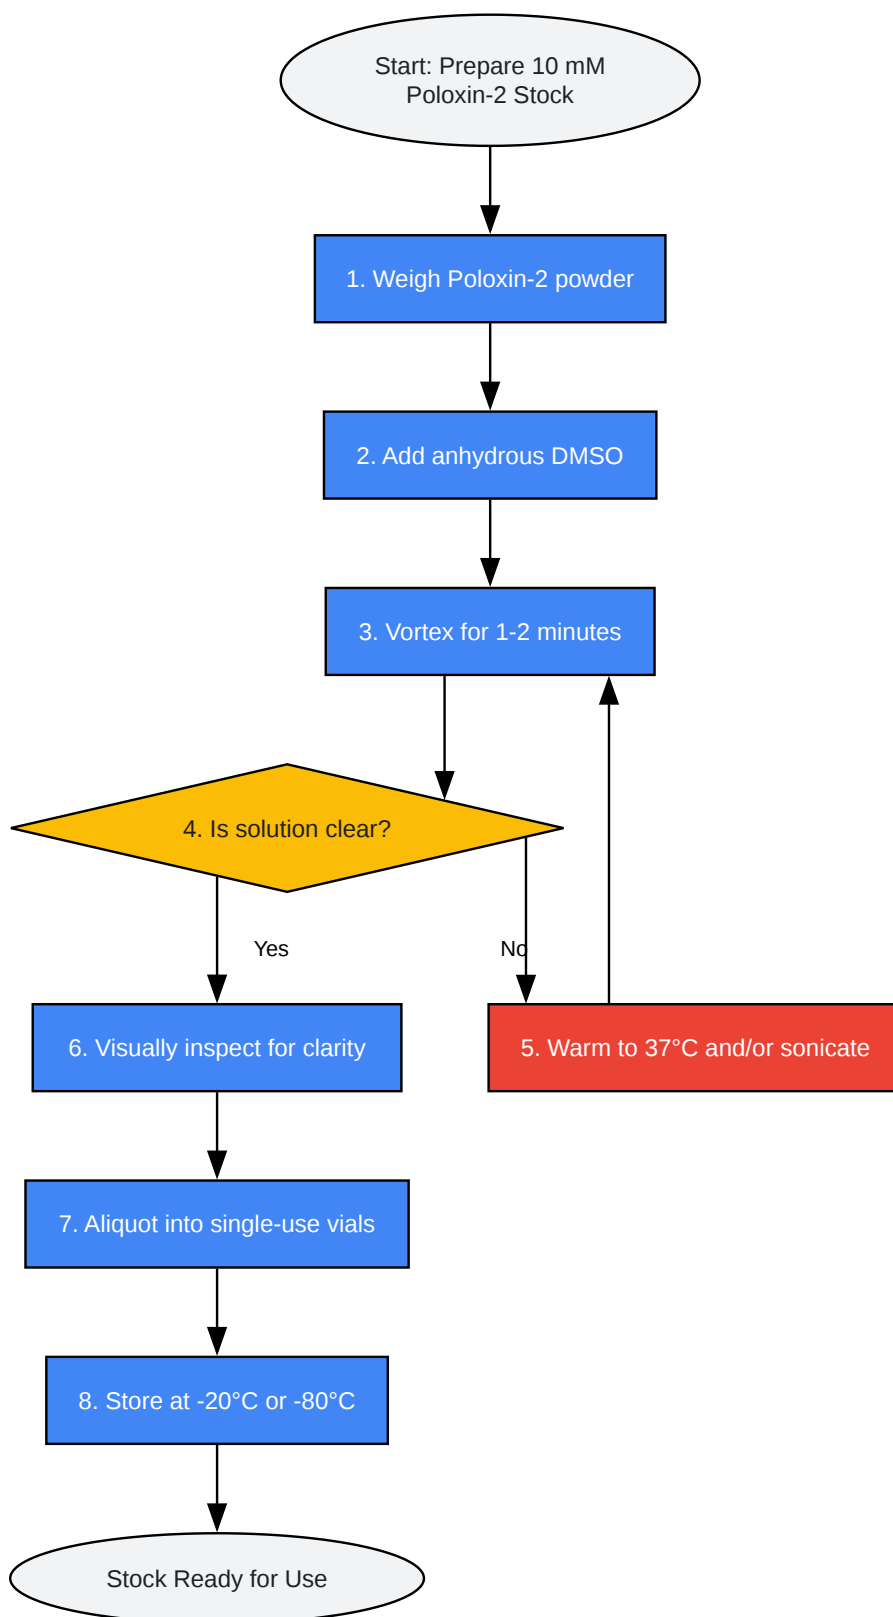 Start: Prepare 10 mM
Poloxin-2 Stock
1. Weigh Poloxin-2 powder
2. Add anhydrous DMSO
3. Vortex for 1-2 minutes
4. Is solution clear?
Yes
No
6. Visually inspect for clarity
5. Warm to 37°C and/or sonicate
7. Aliquot into single-use vials
8. Store at -20°C or -80°C
Stock Ready for Use